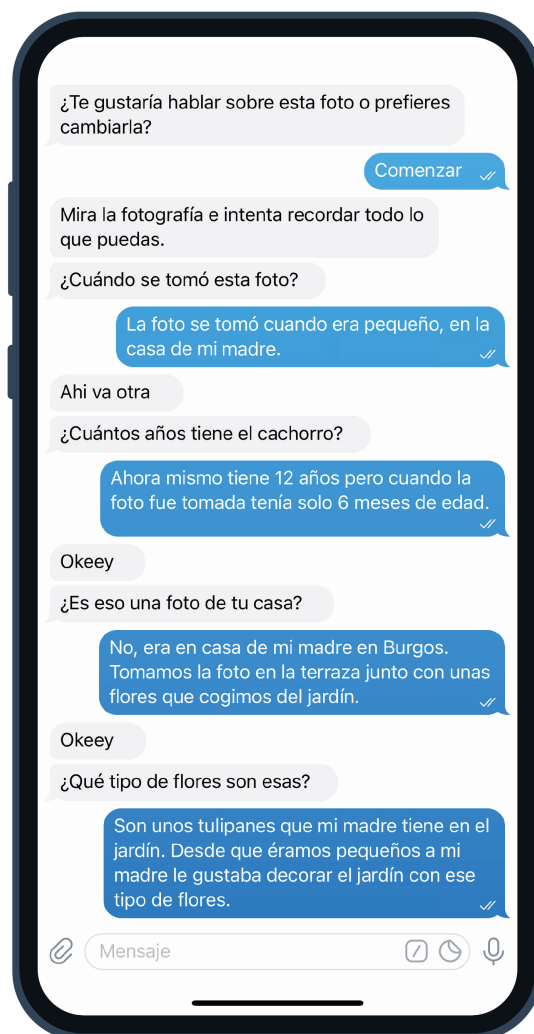 ¿Te gustaría hablar sobre esta foto o prefieres
cambiarla?
Comenzar
Mira la fotografía e intenta recordar todo lo
que puedas.
¿Cuándo se tomó esta foto?
La foto se tomó cuando era pequeño, en la
casa de mi madre.
Ahi va otra
¿Cuántos años tiene el cachorro?
Ahora mismo tiene 12 años pero cuando la
foto fue tomada tenía solo 6 meses de edad.
Okeey
¿Es eso una foto de tu casa?
No, era en casa de mi madre en Burgos.
Tomamos la foto en la terraza junto con unas
flores que cogimos del jardín.
Okeey
¿Qué tipo de flores son esas?
Son unos tulipanes que mi madre tiene en el
jardín. Desde que éramos pequeños a mi
madre le gustaba decorar el jardín con ese
tipo de flores.
Mensaje